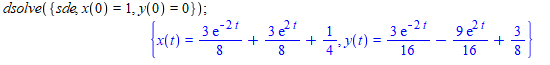 dsolve({sde, x(0) = 1, y(0) = 0});
{x(t) = 3 e^{-2 t}/8 + 3 e^{2 t}/8 + 1/4, y(t) = 3 e^{-2 t}/16 - 9 e^{2 t}/16 + 3/8}